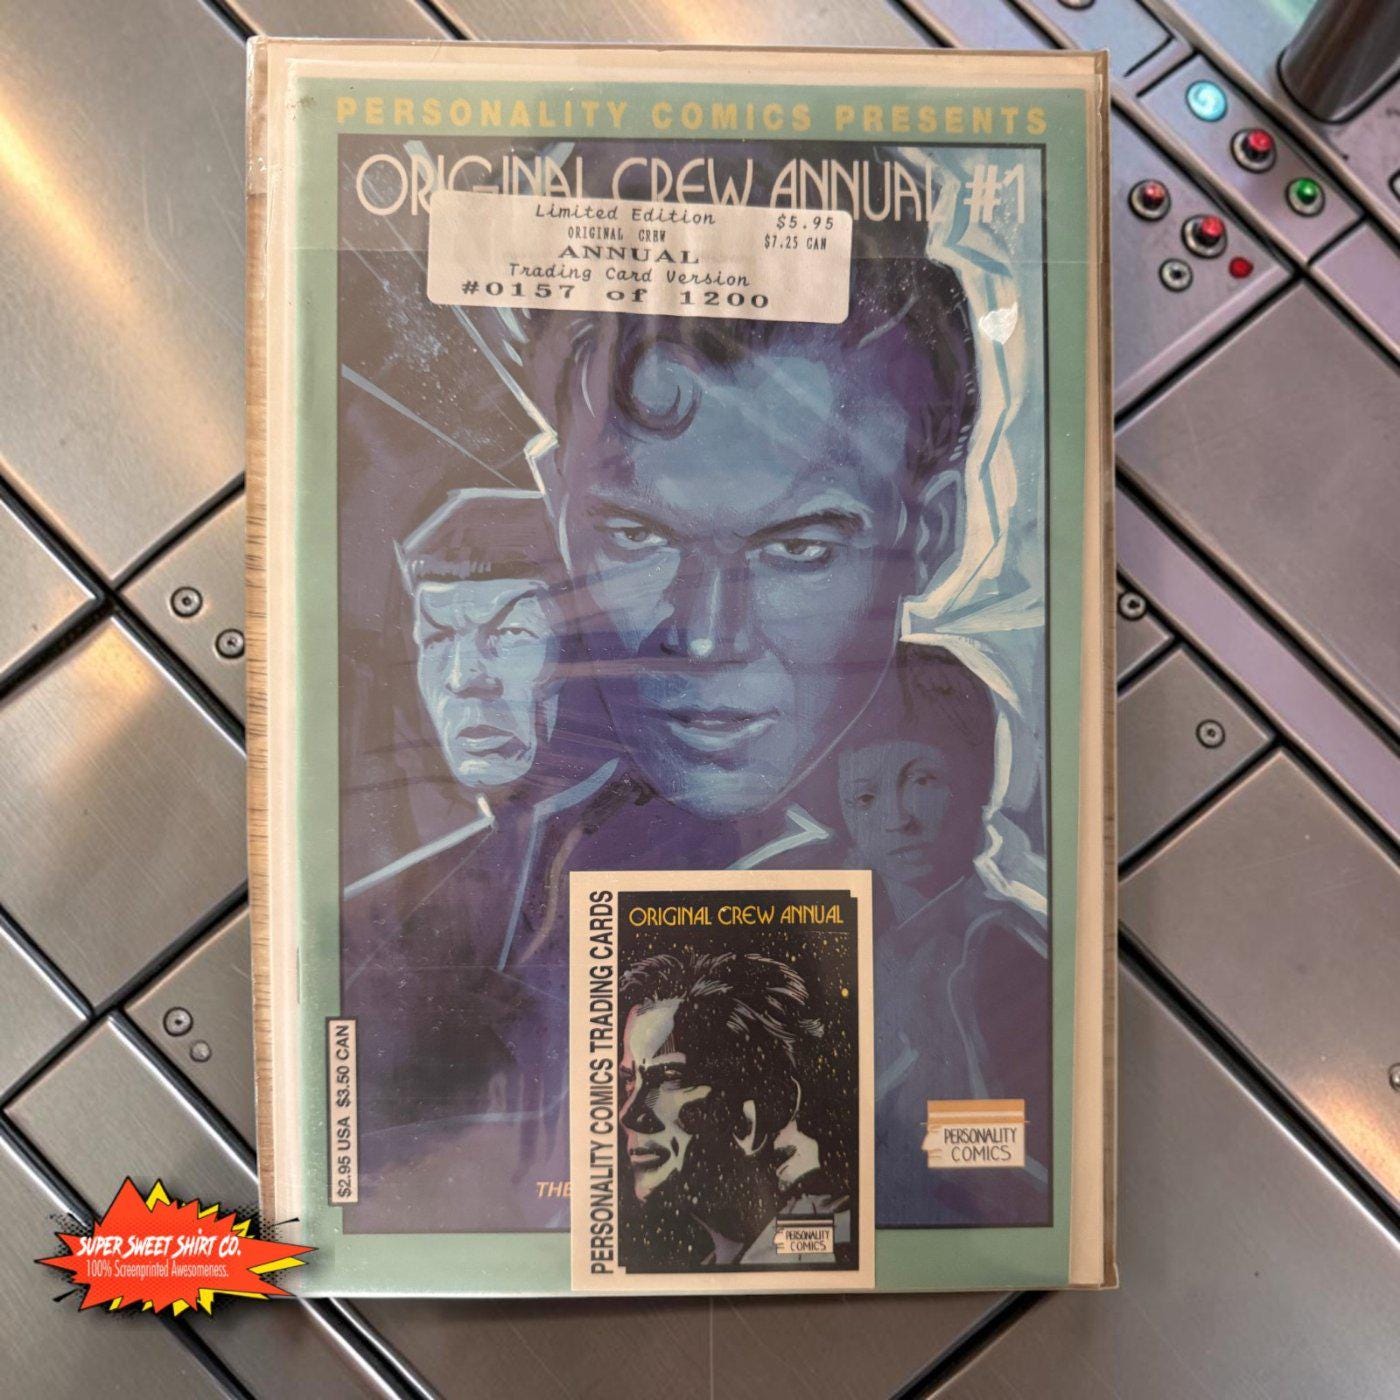 PERSONALITY COMICS PRESENTS
ORIGINAL CREW ANNUAL #1
Limited Edition $5.95
ORIGINAL CREW $7.25 CAN
ANNUAL
Trading Card Version
#0157 of 1200
PERSONALITY COMICS TRADING CARDS
ORIGINAL CREW ANNUAL
PERSONALITY
COMICS
$2.95 USA $3.50 CAN
THE
PERSONALITY
COMICS
SUPER SWEET SHIRT CO.
100% Screenprinted Awesomeness.